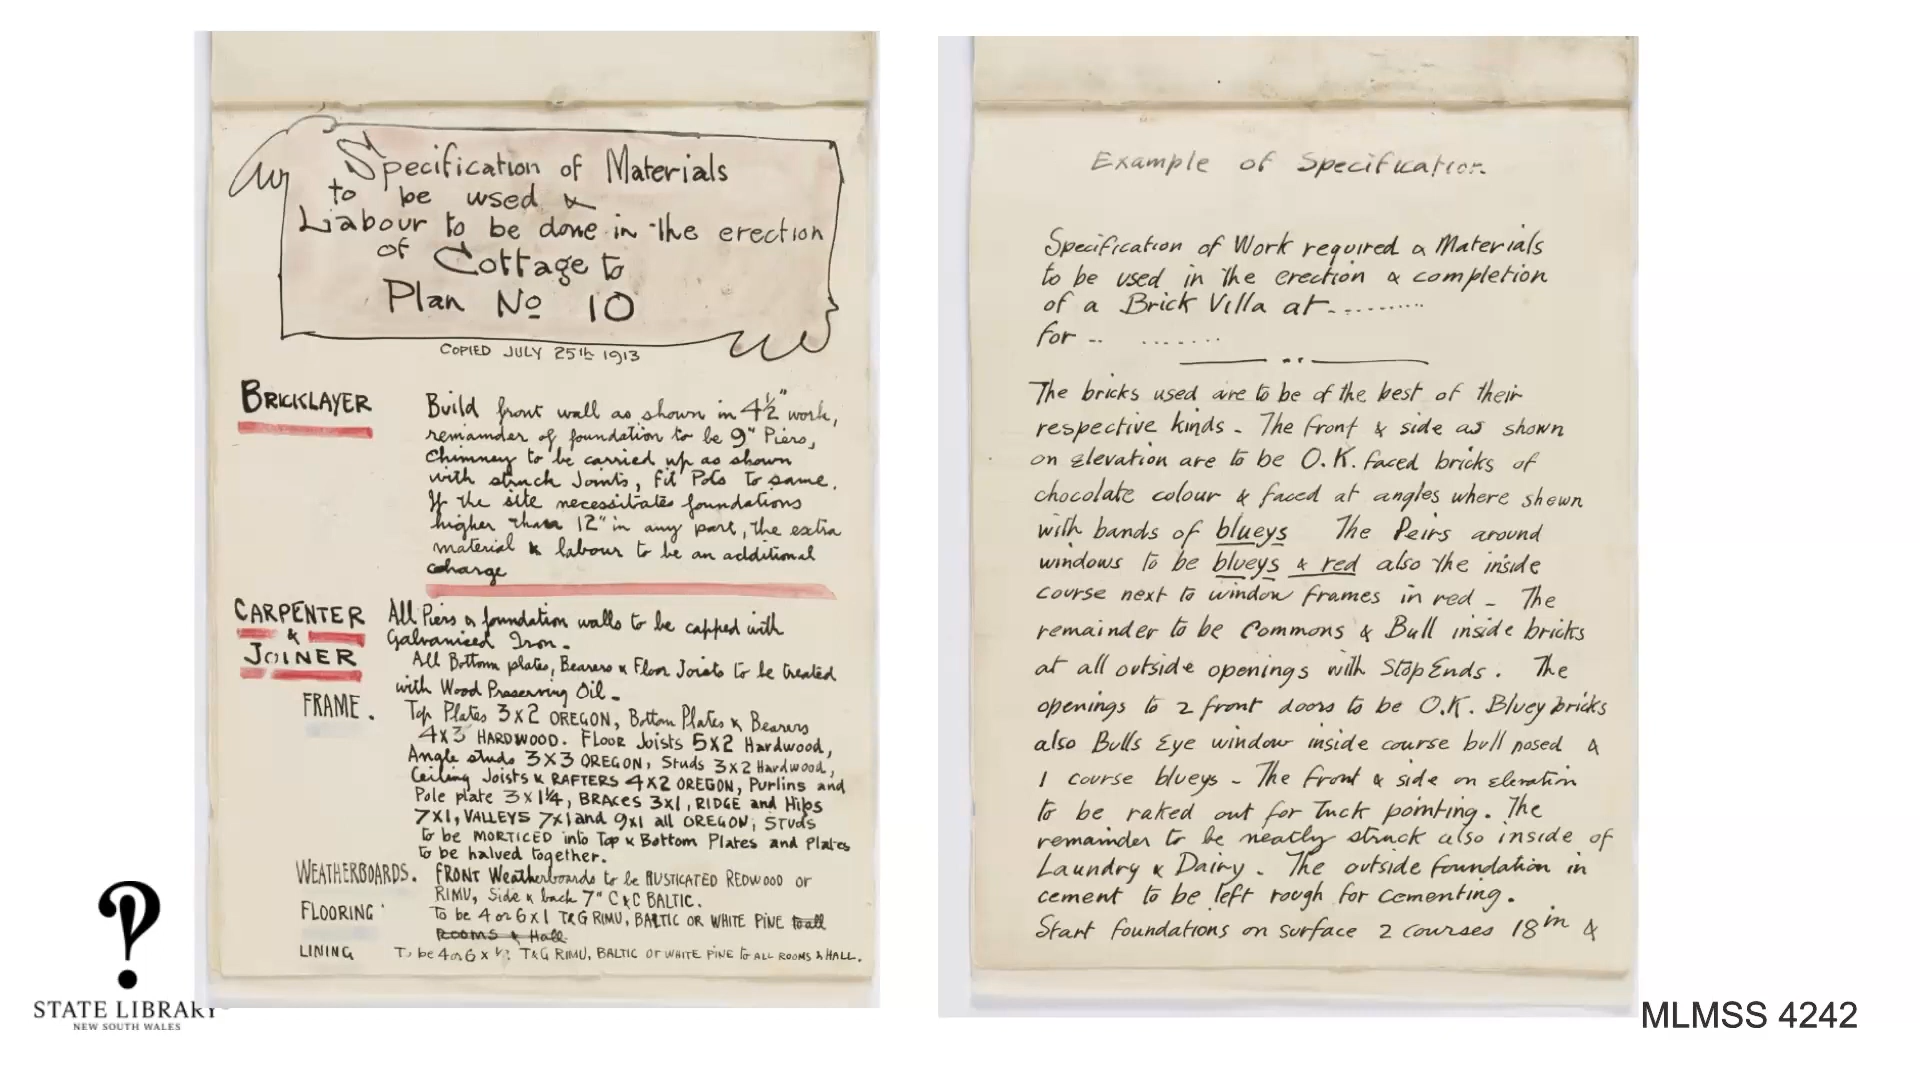 Specification of Materials
to be used &
Labour to be done in the erection
of Cottage to
Plan No 10
COPIED JULY 25th 1913
BRICKLAYER
Build front wall as shown in 4½" work,
remainder of foundation to be 9" Piers,
Chimney to be carried up as shown
with struck Joints, fit Pots to same.
If the site necessitates foundations
higher than 12" in any part, the extra
material & labour to be an additional
charge
CARPENTER
&
JOINER
All Piers & foundation walls to be capped with
Galvanised Iron.
All Bottom plates, Bearers & Floor Joists to be treated
with Wood Preserving Oil_
FRAME.
Top Plates 3x2 OREGON, Bottom Plates & Bearers
4x3 HARDWOOD. FLOOR JOISTS 5x2 Hardwood,
Angle studs 3x3 OREGON, Studs 3x2 Hardwood,
Ceiling Joists & RAFTERS 4x2 OREGON, Purlins and
Pole plate 3x1¼, BRACES 3x1, RIDGE and Hips
7x1, VALLEYS 7x1 and 9x1 all OREGON, STUDS
to be MORTICED into Top & Bottom Plates and Plates
to be halved together.
WEATHERBOARDS.
FRONT Weatherboards to be RUSTICATED REDWOOD or
RIMU, Side & back 7" C&C BALTIC.
FLOORING
To be 4 or 6x1 T&G RIMU, BALTIC OR WHITE PINE to all
ROOMS & Hall
LINING
To be 4 or 6 x ½ T&G RIMU, BALTIC or WHITE PINE to ALL ROOMS & HALL.
Example of Specification.
Specification of Work required & Materials
to be used in the erection & completion
of a Brick Villa at ..........
for .. .......
The bricks used are to be of the best of their
respective kinds - The front & side as shown
on elevation are to be O.K. faced bricks of
chocolate colour & faced at angles where shewn
with bands of blueys The Peirs around
windows to be blueys & red also the inside
course next to window frames in red - The
remainder to be Commons & Bull inside bricks
at all outside openings with Stop Ends. The
openings to 2 front doors to be O.K. Bluey bricks
also Bulls Eye window inside course bull nosed &
1 course blueys - The front & side on elevation
to be raked out for Tuck pointing. The
remainder to be neatly struck also inside of
Laundry & Dairy. The outside foundation in
cement to be left rough for cementing.
Start foundations on surface 2 courses 18in &
STATE LIBRARY
NEW SOUTH WALES
MLMSS 4242